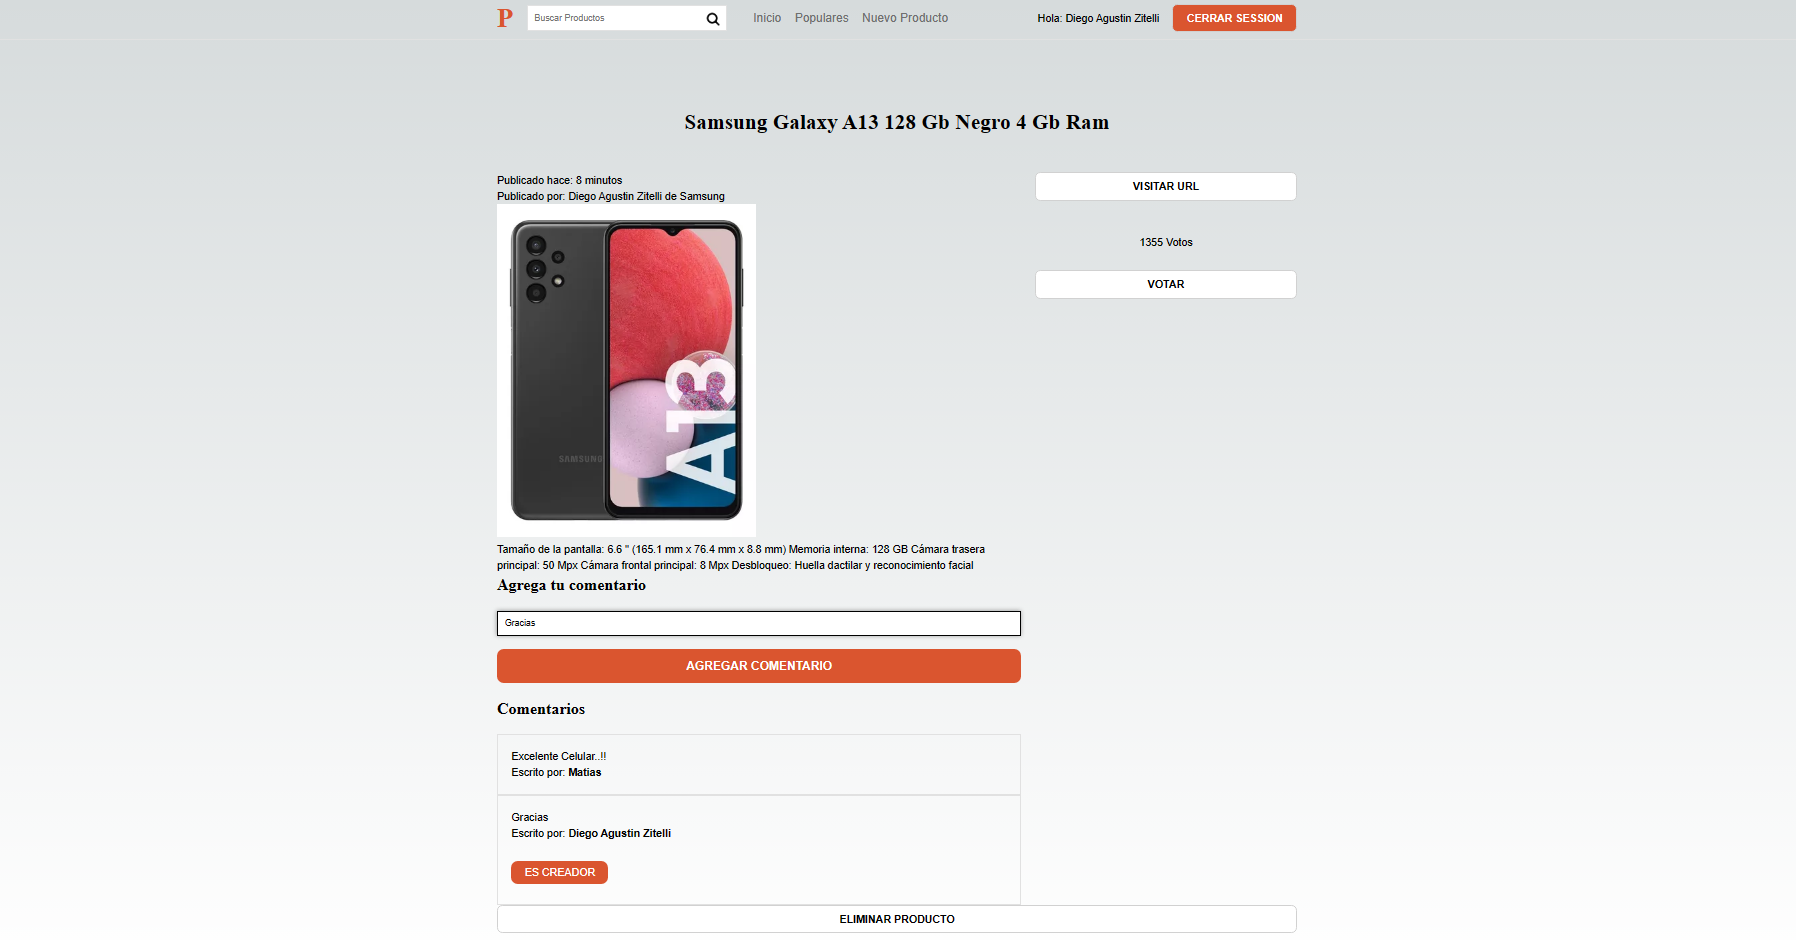 P
Buscar Productos
Inicio Populares Nuevo Producto
Hola: Diego Agustin Zitelli
CERRAR SESSION
Samsung Galaxy A13 128 Gb Negro 4 Gb Ram
Publicado hace: 8 minutos
Publicado por: Diego Agustin Zitelli de Samsung
VISITAR URL
1355 Votos
VOTAR
SAMSUNG
A13
Tamaño de la pantalla: 6.6 " (165.1 mm x 76.4 mm x 8.8 mm) Memoria interna: 128 GB Cámara trasera
principal: 50 Mpx Cámara frontal principal: 8 Mpx Desbloqueo: Huella dactilar y reconocimiento facial
Agrega tu comentario
Gracias
AGREGAR COMENTARIO
Comentarios
Excelente Celular..!!
Escrito por: Matias
Gracias
Escrito por: Diego Agustin Zitelli
ES CREADOR
ELIMINAR PRODUCTO